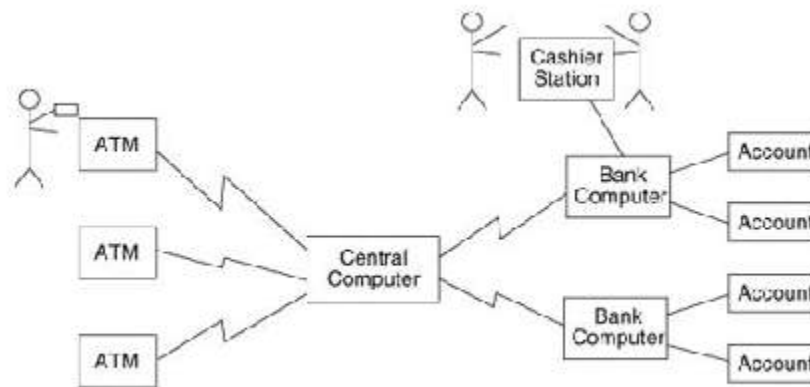 Cashier
Station
ATM
Account
Bank
Computer
Account
ATM
Central
Computer
Account
Bank
Computer
ATM
Account